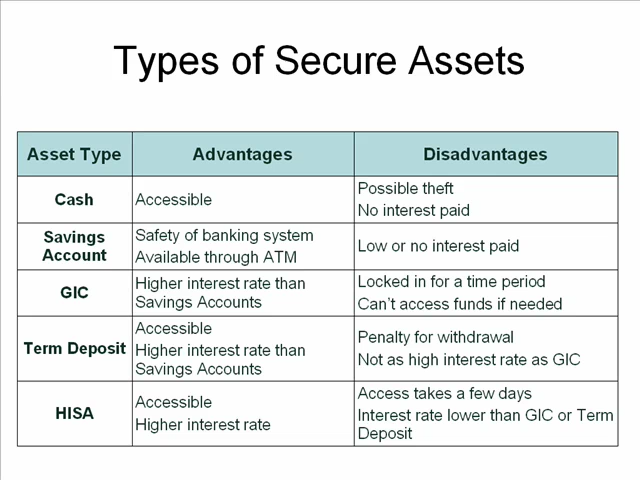 Types of Secure Assets
Asset Type Advantages Disadvantages
Cash
Accessible
Possible theft
No interest paid
Savings
Account
Safety of banking system
Available through ATM
Low or no interest paid
GIC
Higher interest rate than
Savings Accounts
Locked in for a time period
Can't access funds if needed
Term Deposit
Accessible
Higher interest rate than
Savings Accounts
Penalty for withdrawal
Not as high interest rate as GIC
HISA
Accessible
Higher interest rate
Access takes a few days
Interest rate lower than GIC or Term
Deposit